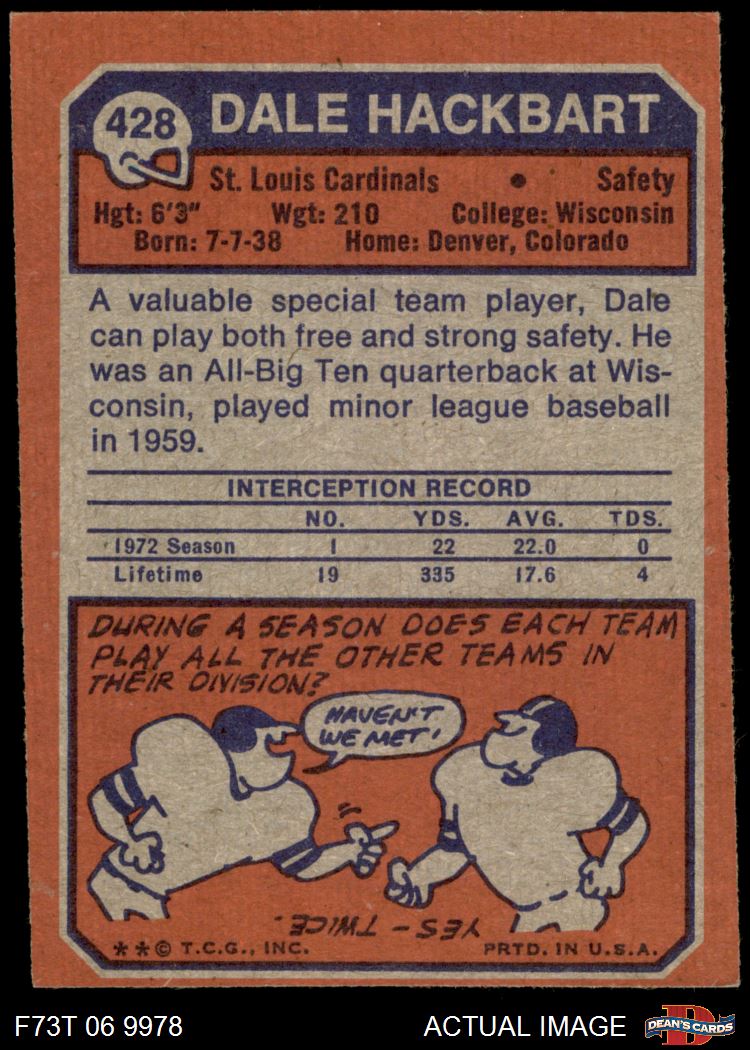 428
DALE HACKBART
St. Louis Cardinals • Safety
Hgt: 6'3" Wgt: 210 College: Wisconsin
Born: 7-7-38 Home: Denver, Colorado
A valuable special team player, Dale
can play both free and strong safety. He
was an All-Big Ten quarterback at Wis-
consin, played minor league baseball
in 1959.
INTERCEPTION RECORD
NO. YDS. AVG. TDS.
1972 Season 1 22 22.0 0
Lifetime 19 335 17.6 4
DURING A SEASON DOES EACH TEAM
PLAY ALL THE OTHER TEAMS IN
THEIR DIVISION?
HAVEN'T
WE MET!
YES - TWICE.
**© T.C.G., INC. PRTD. IN U.S.A.
F73T 06 9978 ACTUAL IMAGE
D
DEAN'S CARDS